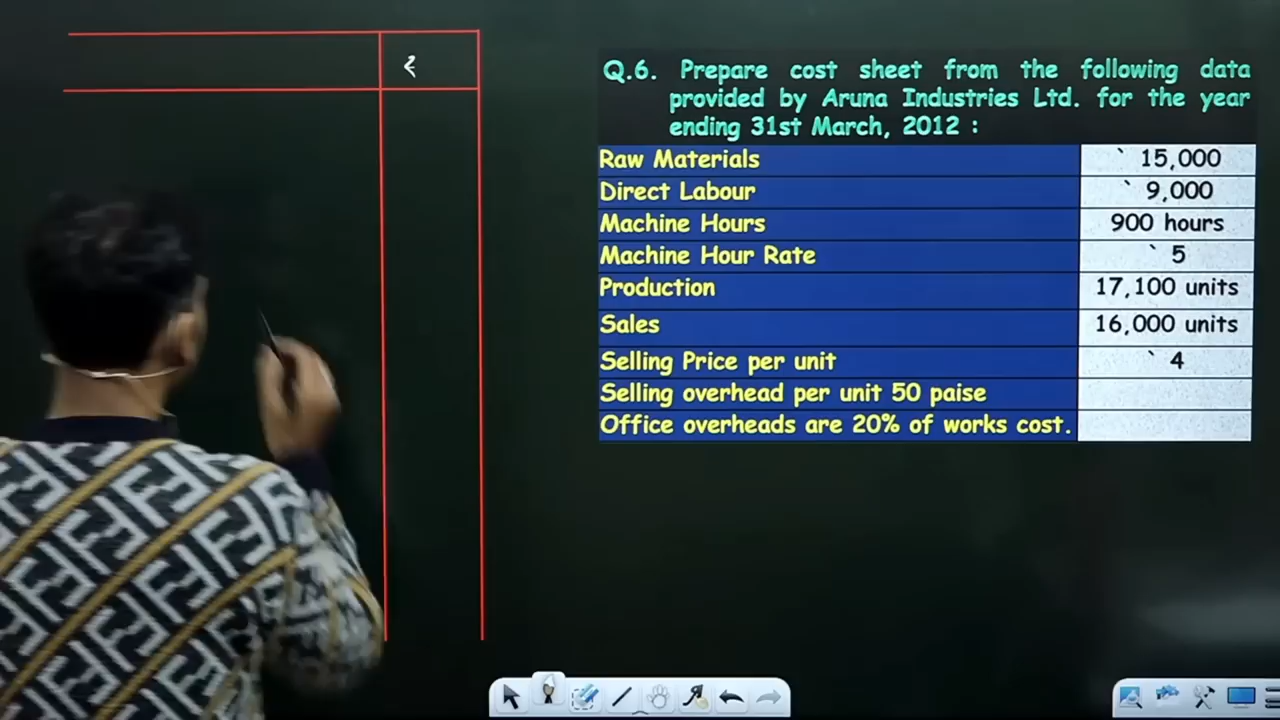 ₹
Q.6. Prepare cost sheet from the following data
provided by Aruna Industries Ltd. for the year
ending 31st March, 2012 :
Raw Materials ` 15,000
Direct Labour ` 9,000
Machine Hours 900 hours
Machine Hour Rate ` 5
Production 17,100 units
Sales 16,000 units
Selling Price per unit ` 4
Selling overhead per unit 50 paise
Office overheads are 20% of works cost.